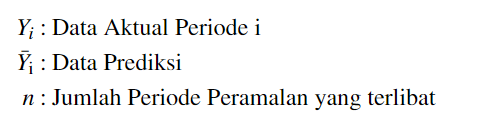 Yᵢ : Data Aktual Periode i
Ȳᵢ : Data Prediksi
n : Jumlah Periode Peramalan yang terlibat